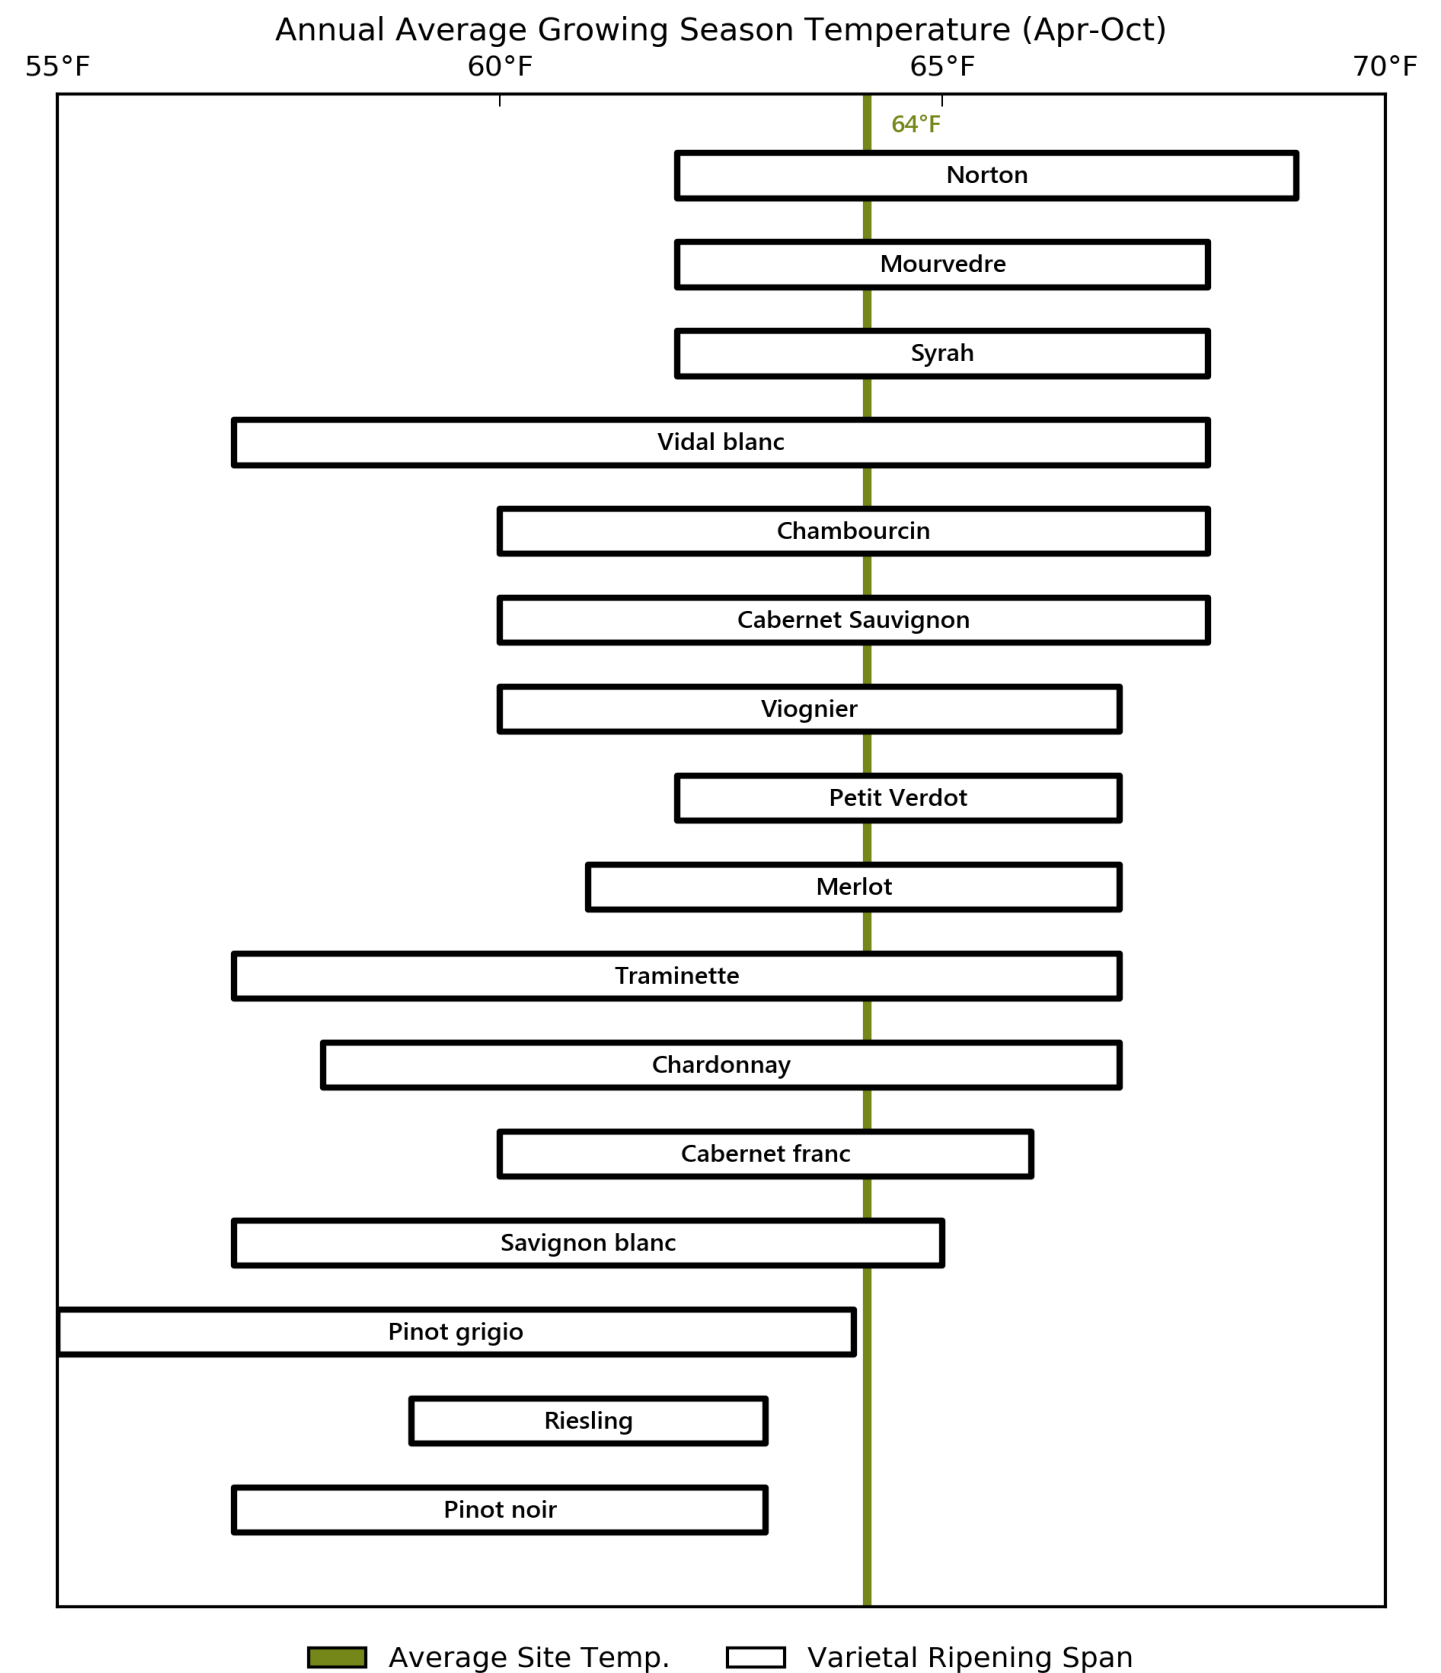 Annual Average Growing Season Temperature (Apr-Oct)
55°F 60°F 65°F 70°F
64°F
Norton
Mourvedre
Syrah
Vidal blanc
Chambourcin
Cabernet Sauvignon
Viognier
Petit Verdot
Merlot
Traminette
Chardonnay
Cabernet franc
Savignon blanc
Pinot grigio
Riesling
Pinot noir
Average Site Temp. Varietal Ripening Span